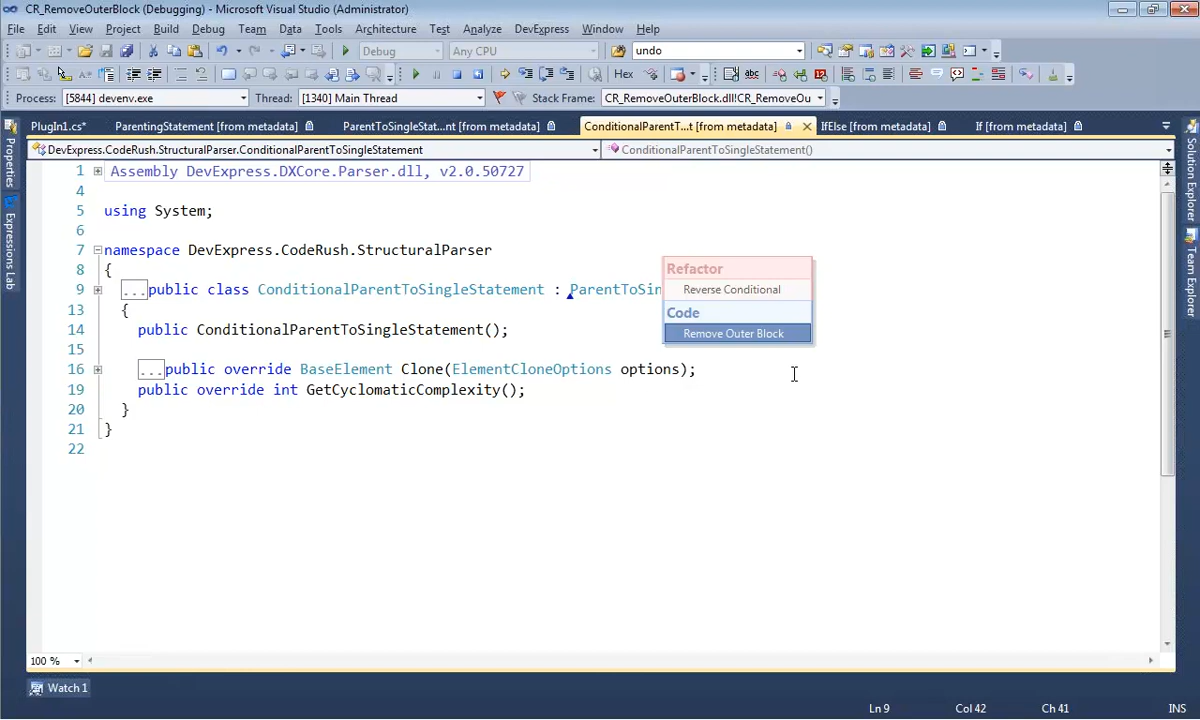 CR_RemoveOuterBlock (Debugging) - Microsoft Visual Studio (Administrator)
File Edit View Project Build Debug Team Data Tools Architecture Test Analyze DevExpress Window Help
Debug Any CPU undo
Hex
Process: [5844] devenv.exe Thread: [1340] Main Thread Stack Frame: CR_RemoveOuterBlock.dll!CR_RemoveOu
PlugIn1.cs* ParentingStatement [from metadata] ParentToSingleStat...nt [from metadata] ConditionalParentT...t [from metadata] IfElse [from metadata] If [from metadata]
DevExpress.CodeRush.StructuralParser.ConditionalParentToSingleStatement ConditionalParentToSingleStatement()
Properties
Expressions Lab
Solution Explorer
Team Explorer
1 Assembly DevExpress.DXCore.Parser.dll, v2.0.50727
4
5 using System;
6
7 namespace DevExpress.CodeRush.StructuralParser
8 {
9 ... public class ConditionalParentToSingleStatement : ParentToSin
13 {
14 public ConditionalParentToSingleStatement();
15
16 ... public override BaseElement Clone(ElementCloneOptions options);
19 public override int GetCyclomaticComplexity();
20 }
21 }
22
Refactor
Reverse Conditional
Code
Remove Outer Block
100 %
Watch 1
Ln 9 Col 42 Ch 41 INS